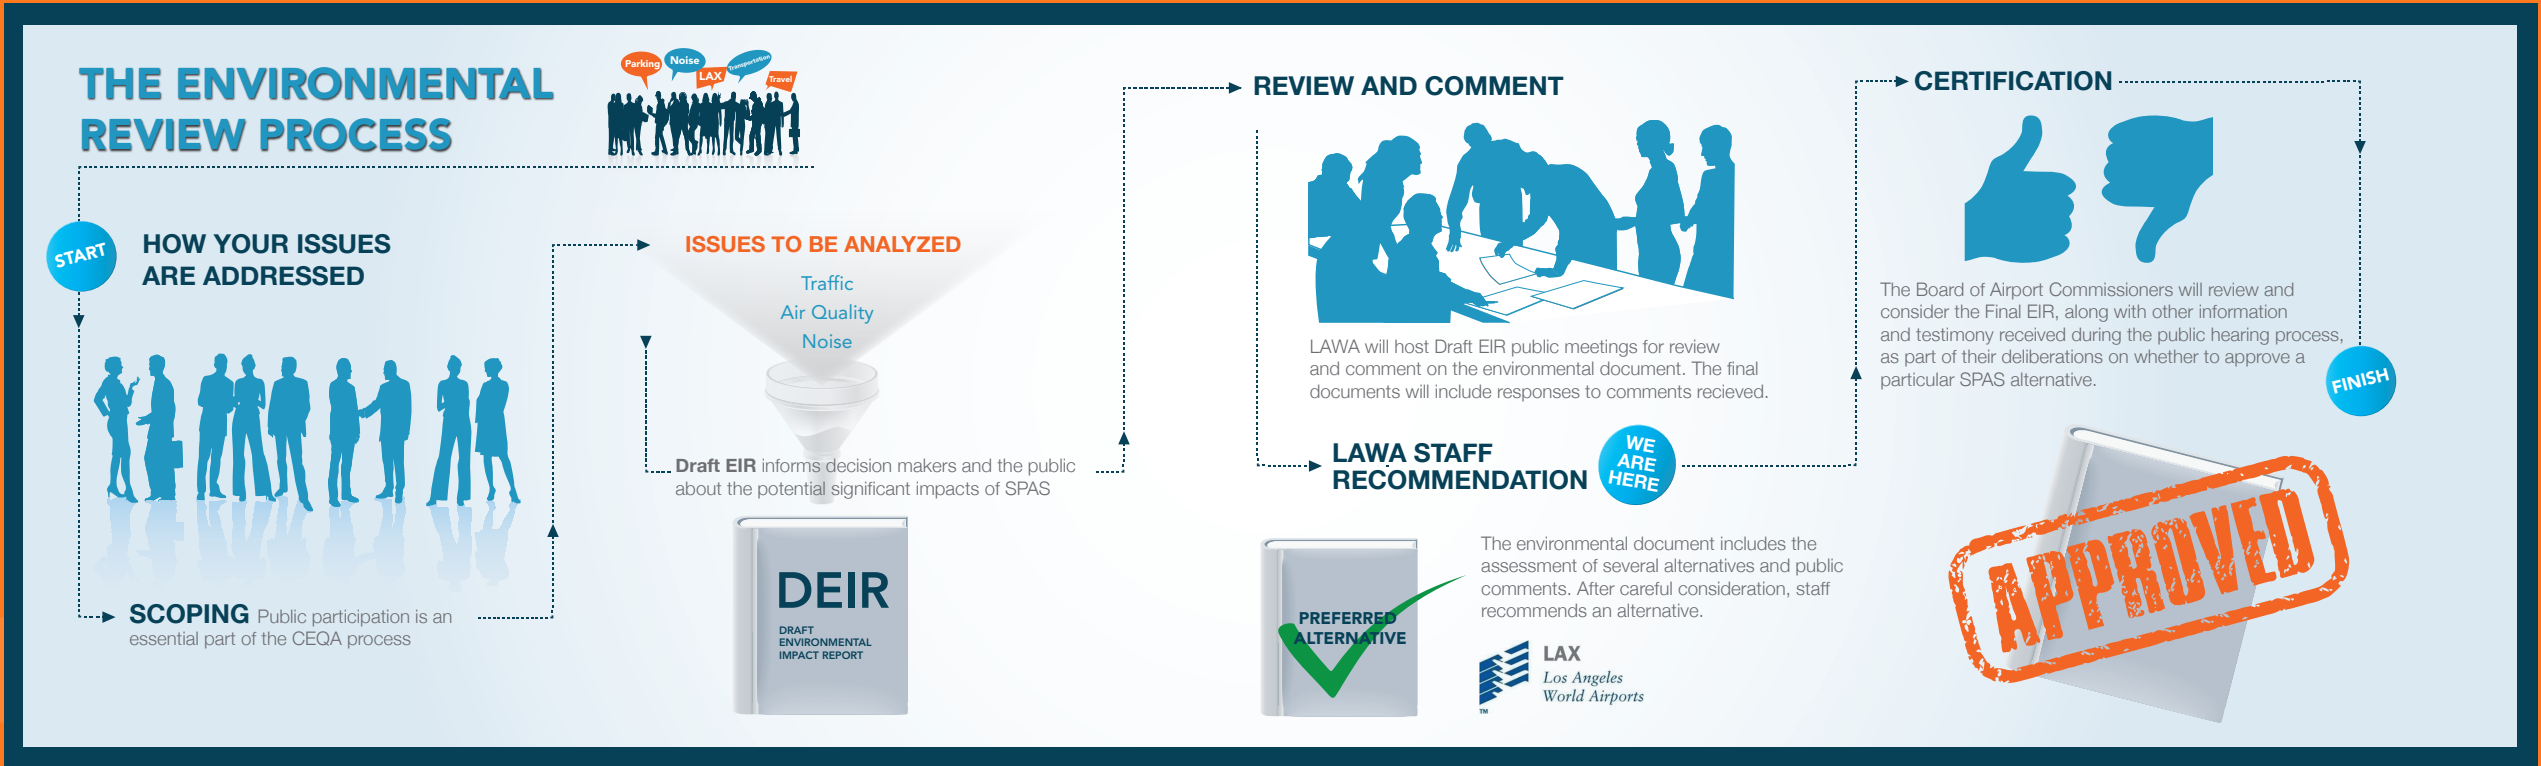 THE ENVIRONMENTAL
REVIEW PROCESS
Parking
Noise
LAX
Transportation
Travel
START
HOW YOUR ISSUES
ARE ADDRESSED
SCOPING Public participation is an
essential part of the CEQA process
ISSUES TO BE ANALYZED
Traffic
Air Quality
Noise
Draft EIR informs decision makers and the public
about the potential significant impacts of SPAS
DEIR
DRAFT
ENVIRONMENTAL
IMPACT REPORT
REVIEW AND COMMENT
LAWA will host Draft EIR public meetings for review
and comment on the environmental document. The final
documents will include responses to comments recieved.
LAWA STAFF
RECOMMENDATION
WE
ARE
HERE
PREFERRED
ALTERNATIVE
The environmental document includes the
assessment of several alternatives and public
comments. After careful consideration, staff
recommends an alternative.
LAX
Los Angeles
World Airports
TM
CERTIFICATION
The Board of Airport Commissioners will review and
consider the Final EIR, along with other information
and testimony received during the public hearing process,
as part of their deliberations on whether to approve a
particular SPAS alternative.
FINISH
APPROVED